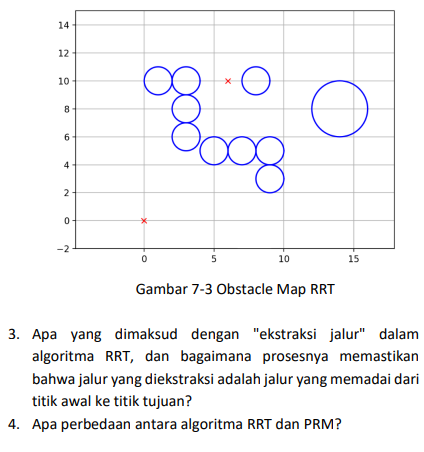 14
12
10
8
6
4
2
0
−2
0 5 10 15
Gambar 7-3 Obstacle Map RRT
3. Apa yang dimaksud dengan "ekstraksi jalur" dalam
algoritma RRT, dan bagaimana prosesnya memastikan
bahwa jalur yang diekstraksi adalah jalur yang memadai dari
titik awal ke titik tujuan?
4. Apa perbedaan antara algoritma RRT dan PRM?